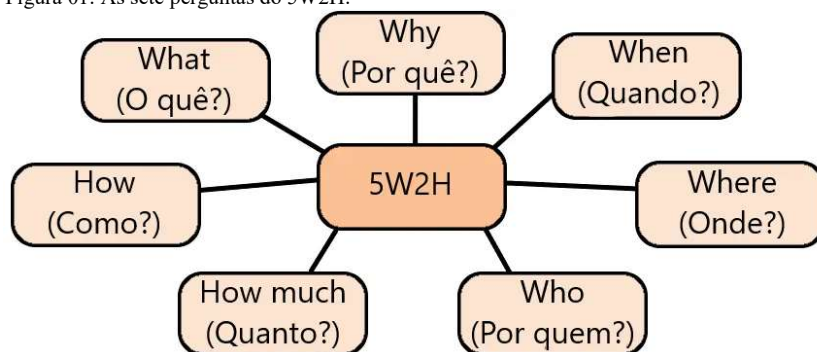 Figura 01: As sete perguntas do 5W2H.
Why
(Por quê?)
What
(O quê?)
When
(Quando?)
5W2H
How
(Como?)
Where
(Onde?)
How much
(Quanto?)
Who
(Por quem?)